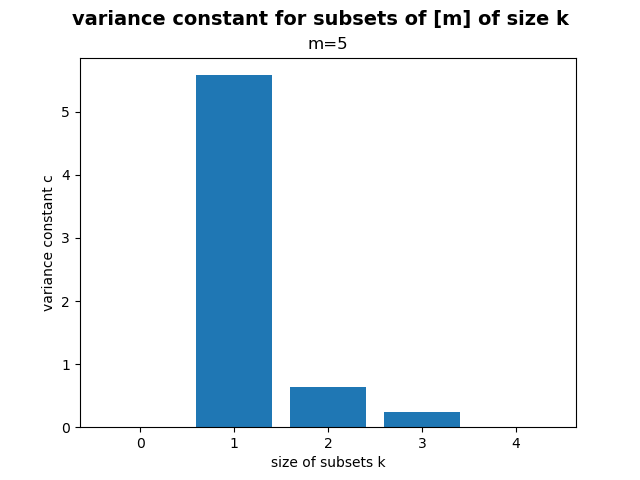 variance constant for subsets of [m] of size k
m=5
variance constant c
5
4
3
2
1
0
0 1 2 3 4
size of subsets k